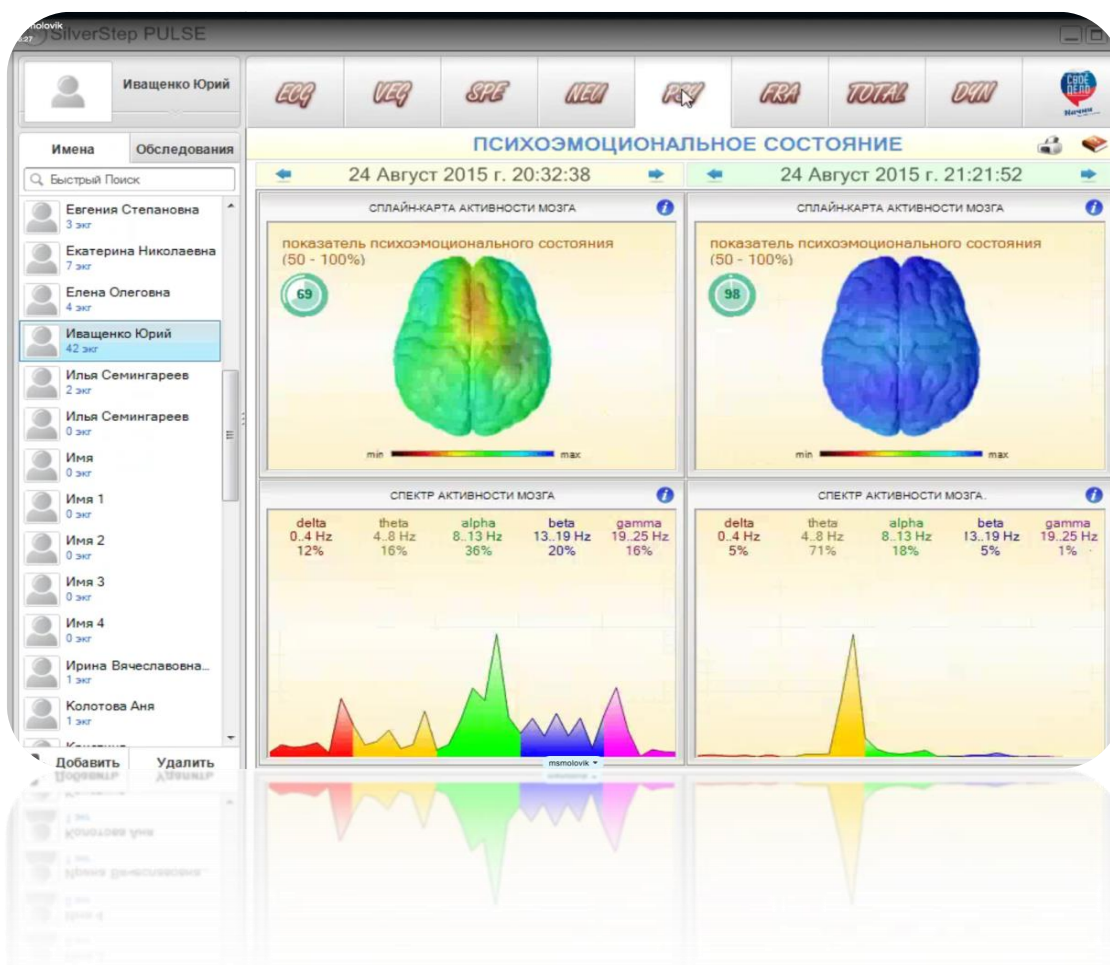 SilverStep PULSE
Иващенко Юрий
ECG VEG SPE NEU PSY FRA TOTAL DYN
СВОЕ
ДЕЛО
Начни
Имена Обследования
Быстрый Поиск
Евгения Степановна
3 экг
Екатерина Николаевна
7 экг
Елена Олеговна
4 экг
Иващенко Юрий
42 экг
Илья Семингареев
2 экг
Илья Семингареев
0 экг
Имя
0 экг
Имя 1
0 экг
Имя 2
0 экг
Имя 3
0 экг
Имя 4
0 экг
Ирина Вячеславовна...
1 экг
Колотова Аня
1 экг
Добавить Удалить
ПСИХОЭМОЦИОНАЛЬНОЕ СОСТОЯНИЕ
24 Август 2015 г. 20:32:38
24 Август 2015 г. 21:21:52
СПЛАЙН-КАРТА АКТИВНОСТИ МОЗГА
показатель психоэмоционального состояния
(50 - 100%)
69
min max
СПЛАЙН-КАРТА АКТИВНОСТИ МОЗГА
показатель психоэмоционального состояния
(50 - 100%)
98
min max
СПЕКТР АКТИВНОСТИ МОЗГА
delta theta alpha beta gamma
0..4 Hz 4..8 Hz 8..13 Hz 13..19 Hz 19..25 Hz
12% 16% 36% 20% 16%
СПЕКТР АКТИВНОСТИ МОЗГА.
delta theta alpha beta gamma
0..4 Hz 4..8 Hz 8..13 Hz 13..19 Hz 19..25 Hz
5% 71% 18% 5% 1%
msmolovik